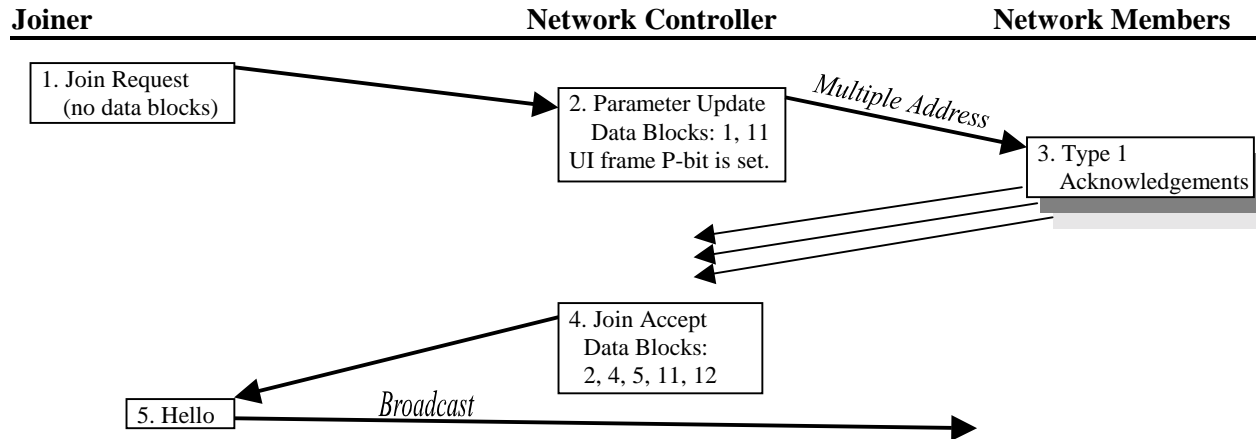 Joiner Network Controller Network Members
1. Join Request
(no data blocks)
2. Parameter Update
Data Blocks: 1, 11
UI frame P-bit is set.
Multiple Address
3. Type 1
Acknowledgements
4. Join Accept
Data Blocks:
2, 4, 5, 11, 12
5. Hello
Broadcast